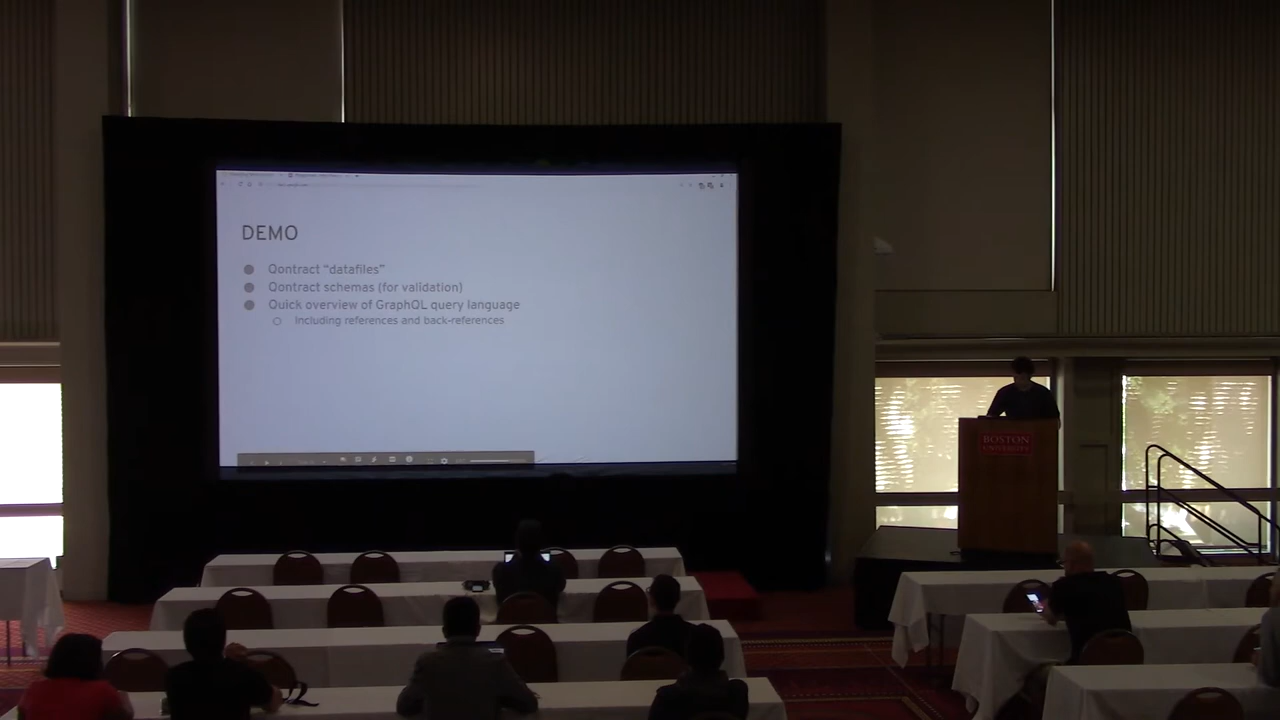 DEMO
Qontract “datafiles”
Qontract schemas (for validation)
Quick overview of GraphQL query language
Including references and back-references
BOSTON
UNIVERSITY